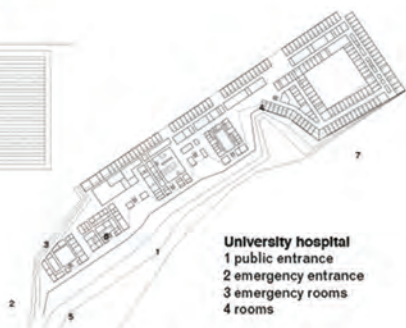 7
3
1
2
5
University hospital
1 public entrance
2 emergency entrance
3 emergency rooms
4 rooms